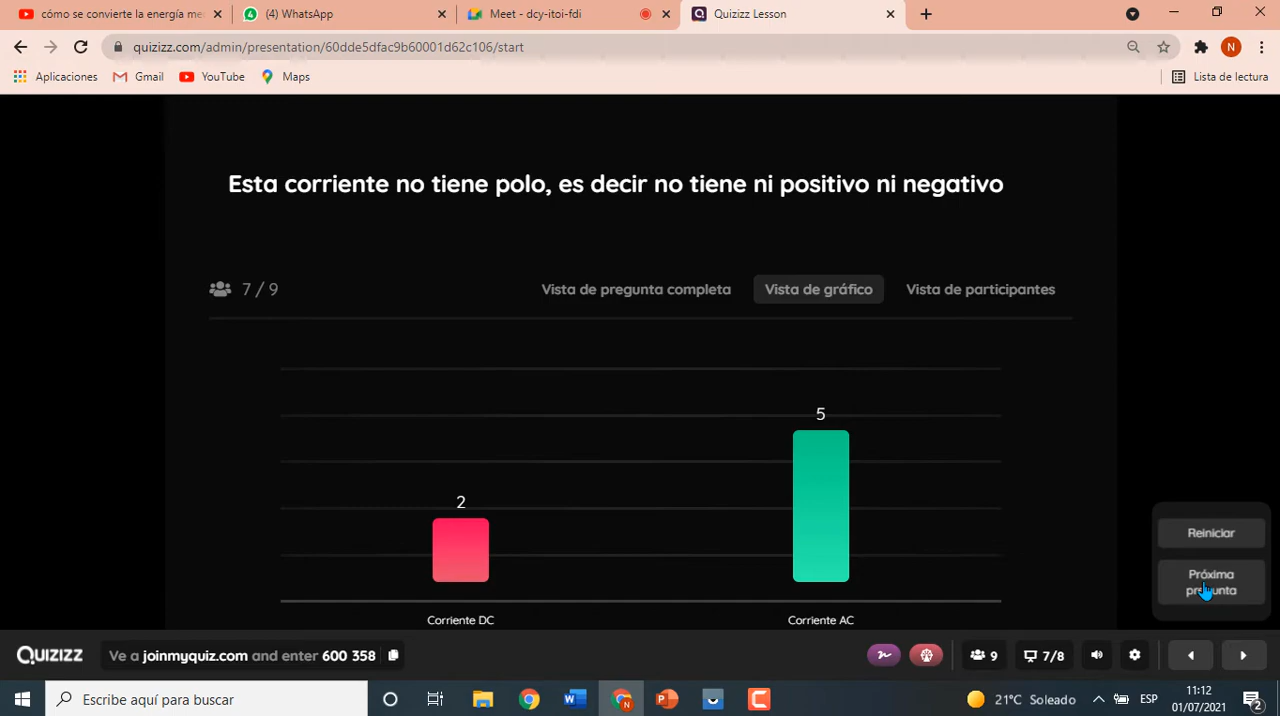 cómo se convierte la energía me
(4) WhatsApp
Meet - dcy-itoi-fdi
Quizizz Lesson
quizizz.com/admin/presentation/60dde5dfac9b60001d62c106/start
N
Aplicaciones
Gmail
YouTube
Maps
Lista de lectura
Esta corriente no tiene polo, es decir no tiene ni positivo ni negativo
7 / 9
Vista de pregunta completa
Vista de gráfico
Vista de participantes
5
2
Corriente DC
Corriente AC
Reiniciar
Próxima
pregunta
QUIZIZZ
Ve a joinmyquiz.com and enter 600 358
9
7/8
Escribe aquí para buscar
21°C Soleado
ESP
11:12
01/07/2021
2